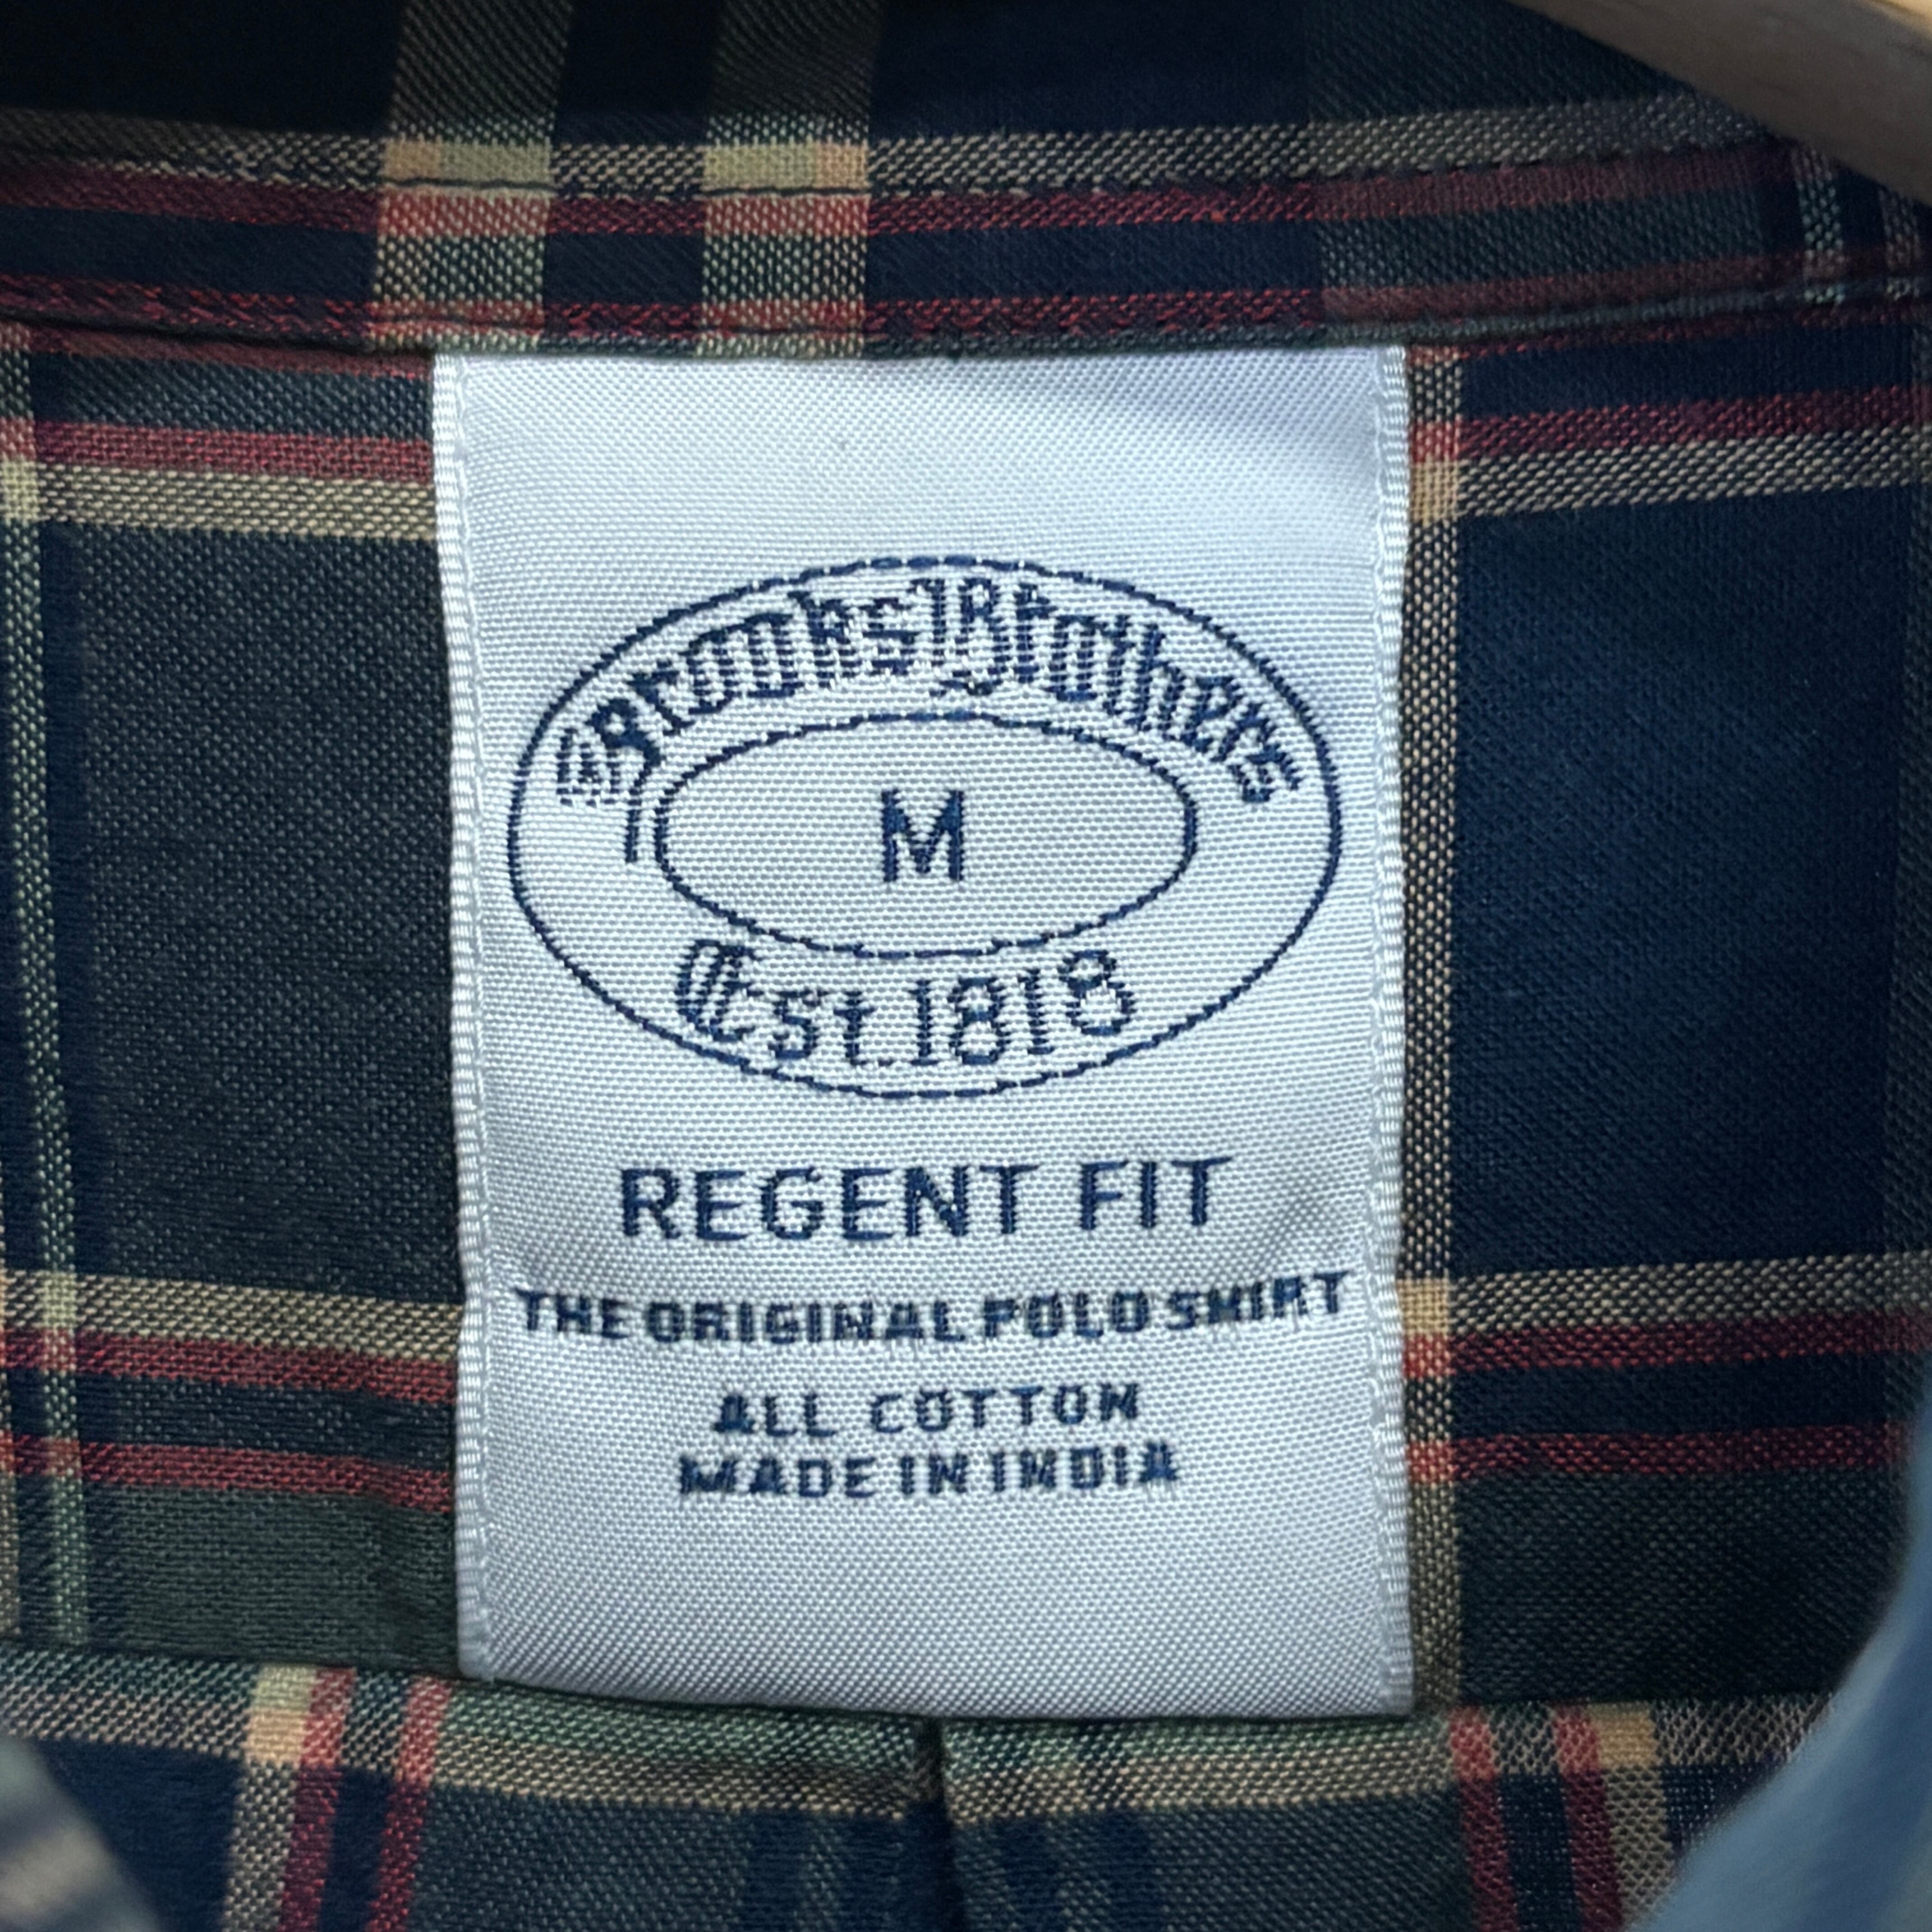 Brooks Brothers
M
Est. 1818
REGENT FIT
THE ORIGINAL POLO SHIRT
ALL COTTON
MADE IN INDIA